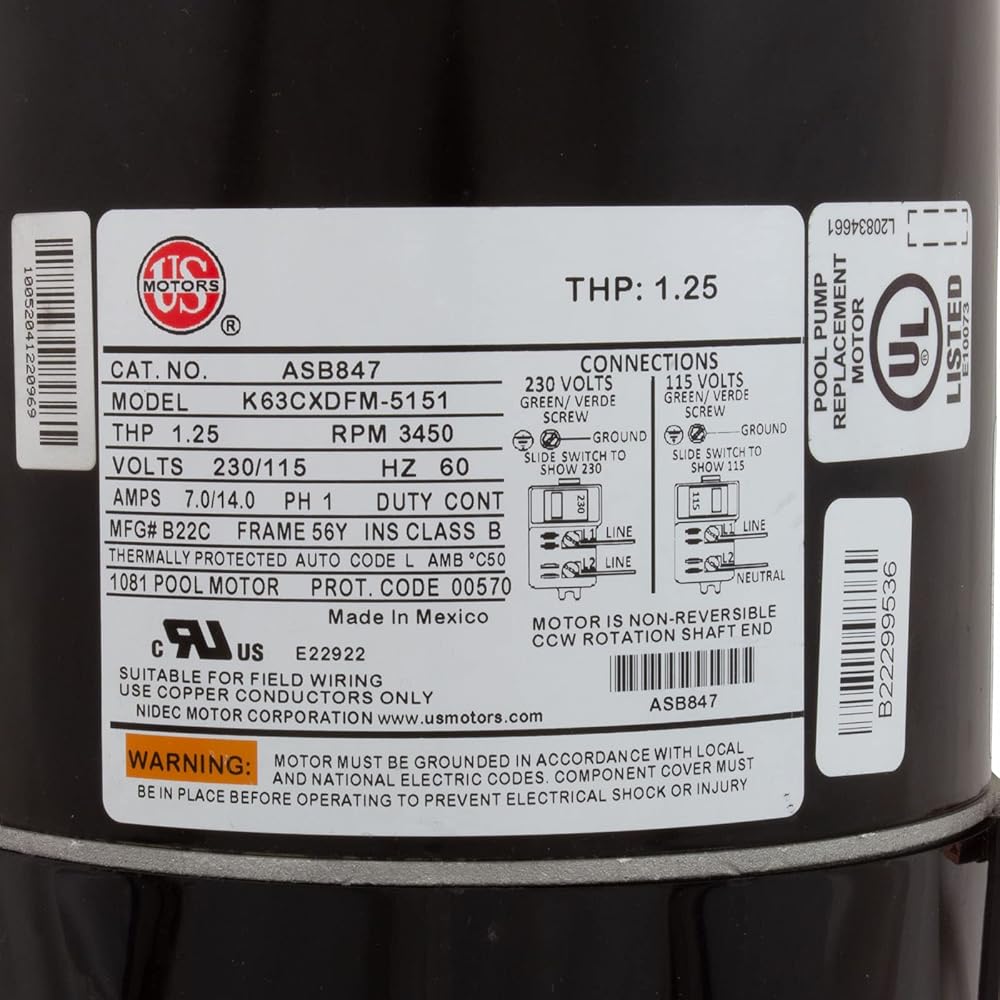 1005204122096​9
US
MOTORS
®
THP: 1.25
CAT. NO. ASB847
MODEL K63CXDFM-5151
THP 1.25 RPM 3450
VOLTS 230/115 HZ 60
AMPS 7.0/14.0 PH 1 DUTY CONT
MFG# B22C FRAME 56Y INS CLASS B
THERMALLY PROTECTED AUTO CODE L AMB °C50
1081 POOL MOTOR PROT. CODE 00570
Made in Mexico
c RU US E22922
SUITABLE FOR FIELD WIRING
USE COPPER CONDUCTORS ONLY
NIDEC MOTOR CORPORATION www.usmotors.com
CONNECTIONS
230 VOLTS
GREEN/ VERDE
SCREW
GROUND
SLIDE SWITCH TO
SHOW 230
230
L1 LINE
L2 LINE
115 VOLTS
GREEN/ VERDE
SCREW
GROUND
SLIDE SWITCH TO
SHOW 115
115
L1 LINE
L2
NEUTRAL
MOTOR IS NON-REVERSIBLE
CCW ROTATION SHAFT END
ASB847
WARNING: MOTOR MUST BE GROUNDED IN ACCORDANCE WITH LOCAL
AND NATIONAL ELECTRIC CODES. COMPONENT COVER MUST
BE IN PLACE BEFORE OPERATING TO PREVENT ELECTRICAL SHOCK OR INJURY
L20834661
POOL PUMP
REPLACEMENT
MOTOR
UL ®
LISTED
E10073
B22299536